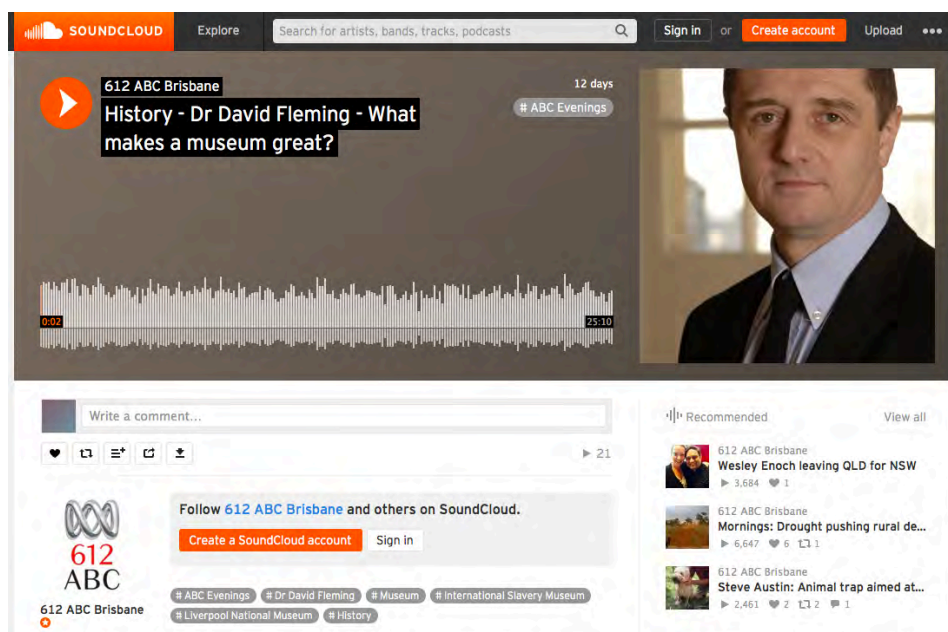 SOUNDCLOUD Explore Search for artists, bands, tracks, podcasts Sign in or Create account Upload
612 ABC Brisbane
12 days
History - Dr David Fleming - What
# ABC Evenings
makes a museum great?
0:02
25:10
Write a comment...
21
Follow 612 ABC Brisbane and others on SoundCloud.
Create a SoundCloud account Sign in
612
ABC
612 ABC Brisbane
# ABC Evenings # Dr David Fleming # Museum # International Slavery Museum
# Liverpool National Museum # History
Recommended View all
612 ABC Brisbane
Wesley Enoch leaving QLD for NSW
3,684 1
612 ABC Brisbane
Mornings: Drought pushing rural de...
6,647 6 1
612 ABC Brisbane
Steve Austin: Animal trap aimed at...
2,461 2 2 1